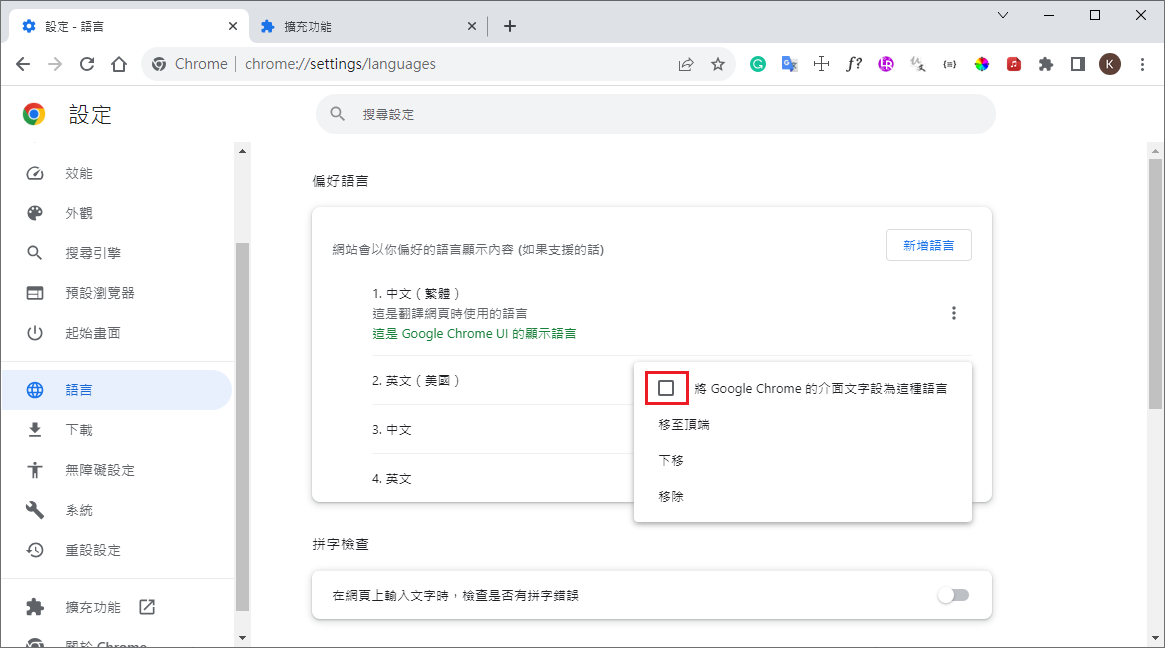 設定 - 語言
擴充功能
Chrome | chrome://settings/languages
K
設定
搜尋設定
效能
外觀
搜尋引擎
預設瀏覽器
起始畫面
語言
下載
無障礙設定
系統
重設設定
擴充功能
關於 Chrome
偏好語言
網站會以你偏好的語言顯示內容 (如果支援的話)
新增語言
1. 中文（繁體）
這是翻譯網頁時使用的語言
這是 Google Chrome UI 的顯示語言
2. 英文（美國）
3. 中文
4. 英文
將 Google Chrome 的介面文字設為這種語言
移至頂端
下移
移除
拼字檢查
在網頁上輸入文字時，檢查是否有拼字錯誤